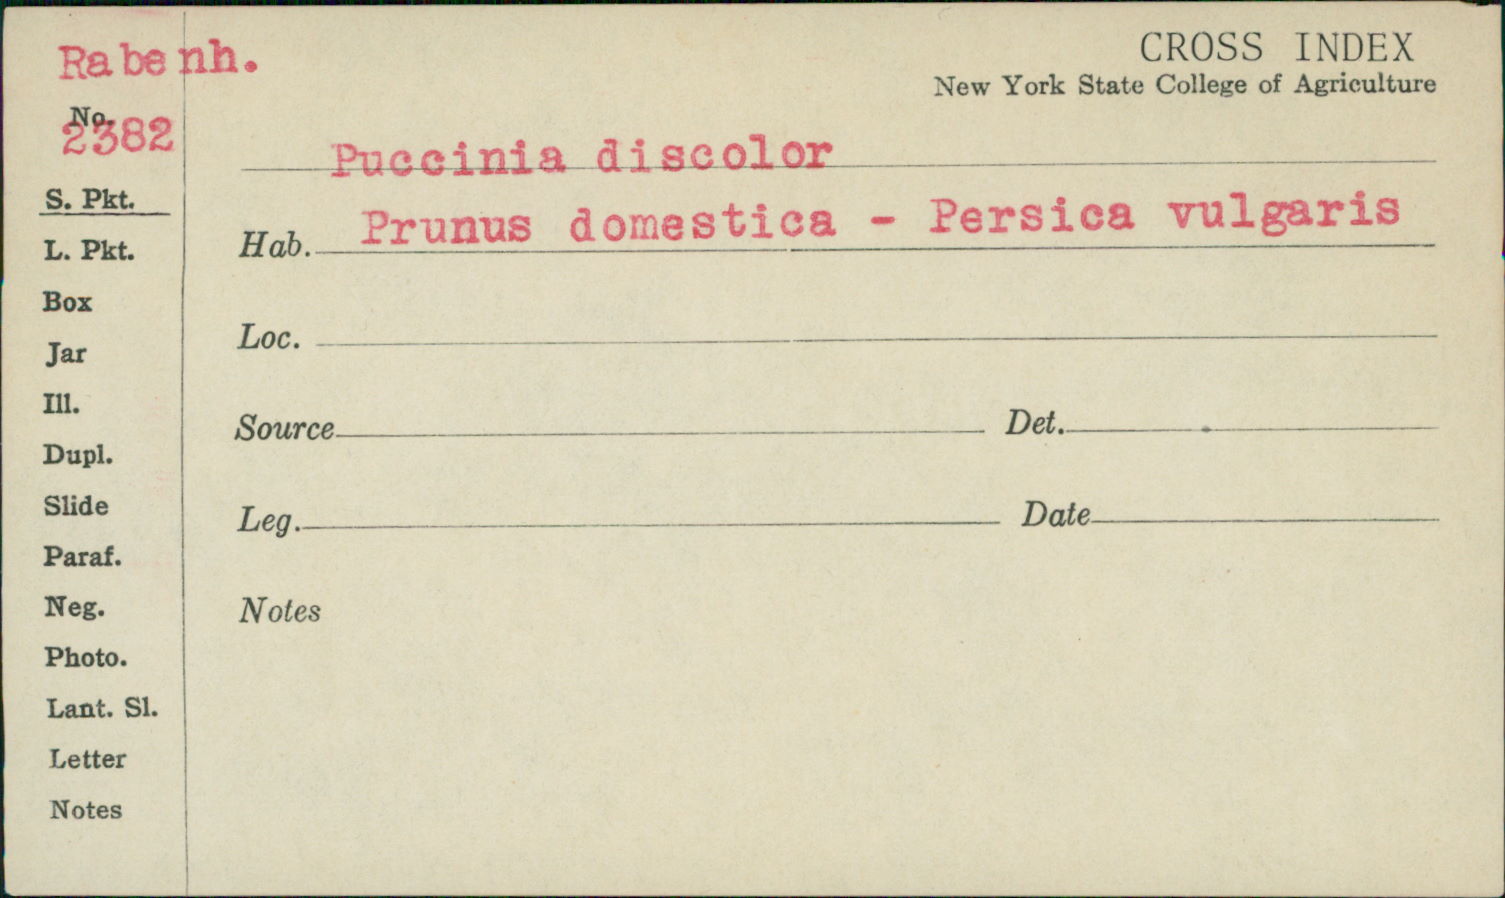 Rabenh.
CROSS INDEX
New York State College of Agriculture
No.
2382
Puccinia discolor
S. Pkt.
Hab. Prunus domestica - Persica vulgaris
L. Pkt.
Box
Loc.
Jar
Ill.
Source Det.
Dupl.
Slide
Leg. Date
Paraf.
Neg.
Notes
Photo.
Lant. Sl.
Letter
Notes